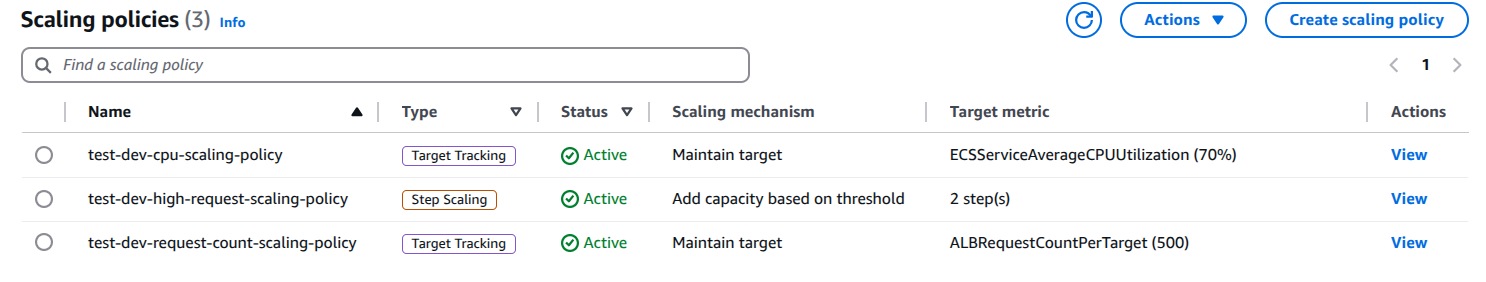 Scaling policies (3) Info
Actions
Create scaling policy
Find a scaling policy
1
Name Type Status Scaling mechanism Target metric Actions
test-dev-cpu-scaling-policy Target Tracking Active Maintain target ECSServiceAverageCPUUtilization (70%) View
test-dev-high-request-scaling-policy Step Scaling Active Add capacity based on threshold 2 step(s) View
test-dev-request-count-scaling-policy Target Tracking Active Maintain target ALBRequestCountPerTarget (500) View